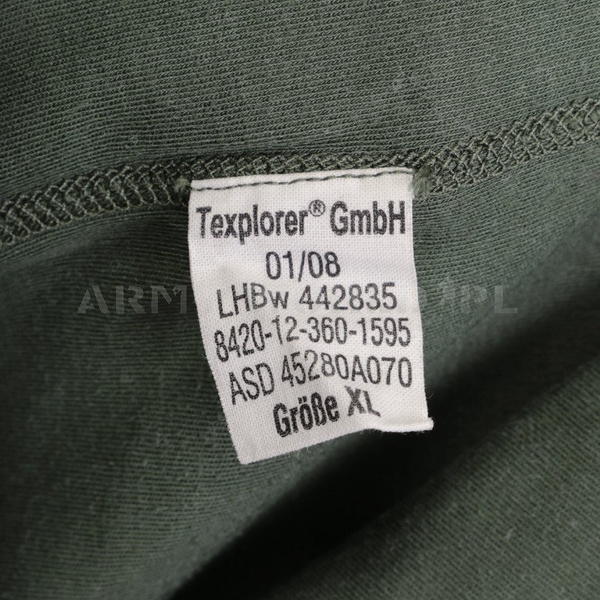 Texplorer® GmbH
01/08
LHBw 442835
8420-12-360-1595
ASD 45280A070
Größe XL